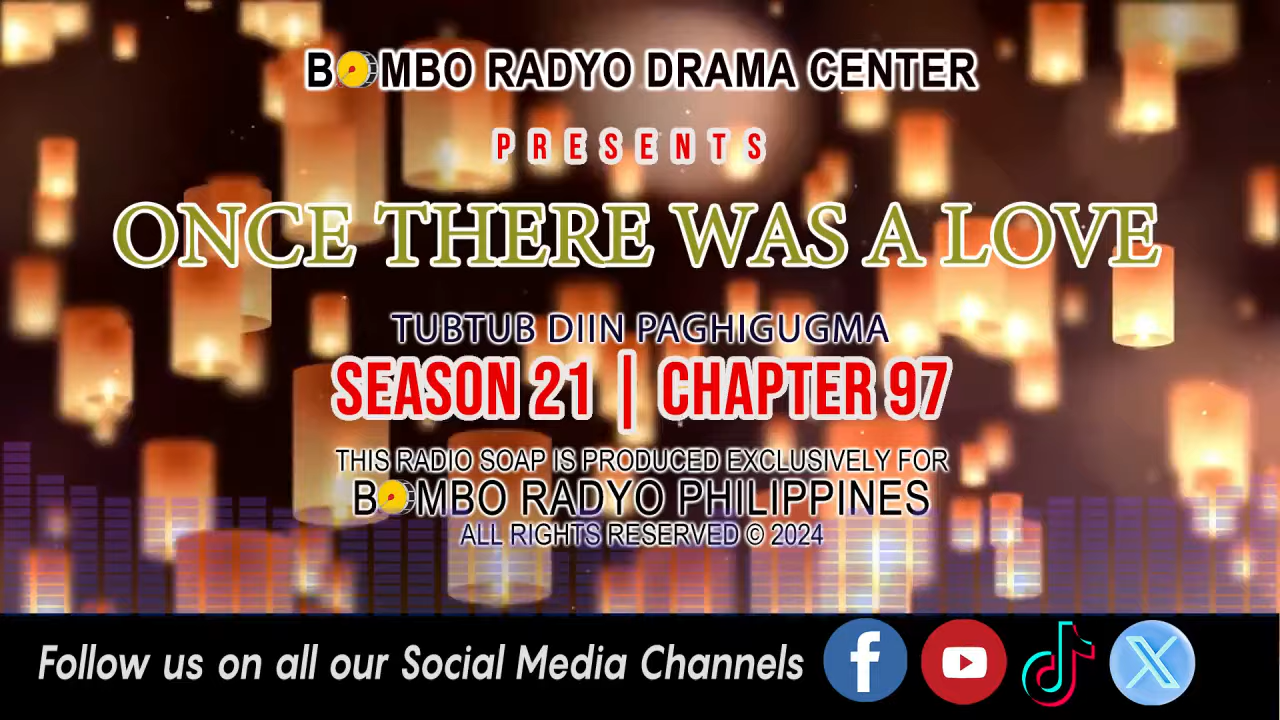 BOMBO RADYO DRAMA CENTER
PRESENTS
ONCE THERE WAS A LOVE
TUBTUB DIIN PAGHIGUGMA
SEASON 21 | CHAPTER 97
THIS RADIO SOAP IS PRODUCED EXCLUSIVELY FOR
BOMBO RADYO PHILIPPINES
ALL RIGHTS RESERVED © 2024
Follow us on all our Social Media Channels